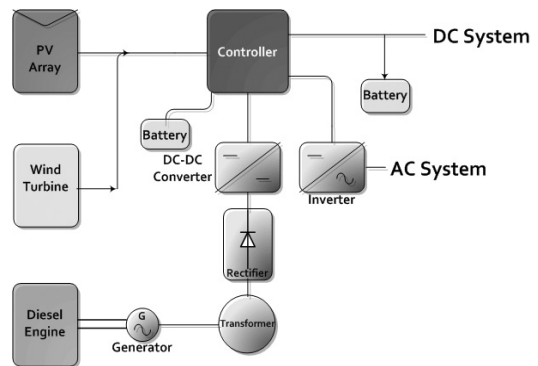 PV
Array
Controller
DC System
Battery
Battery
DC-DC
Converter
Wind
Turbine
AC System
Inverter
Rectifier
Diesel
Engine
G
Generator
Transformer